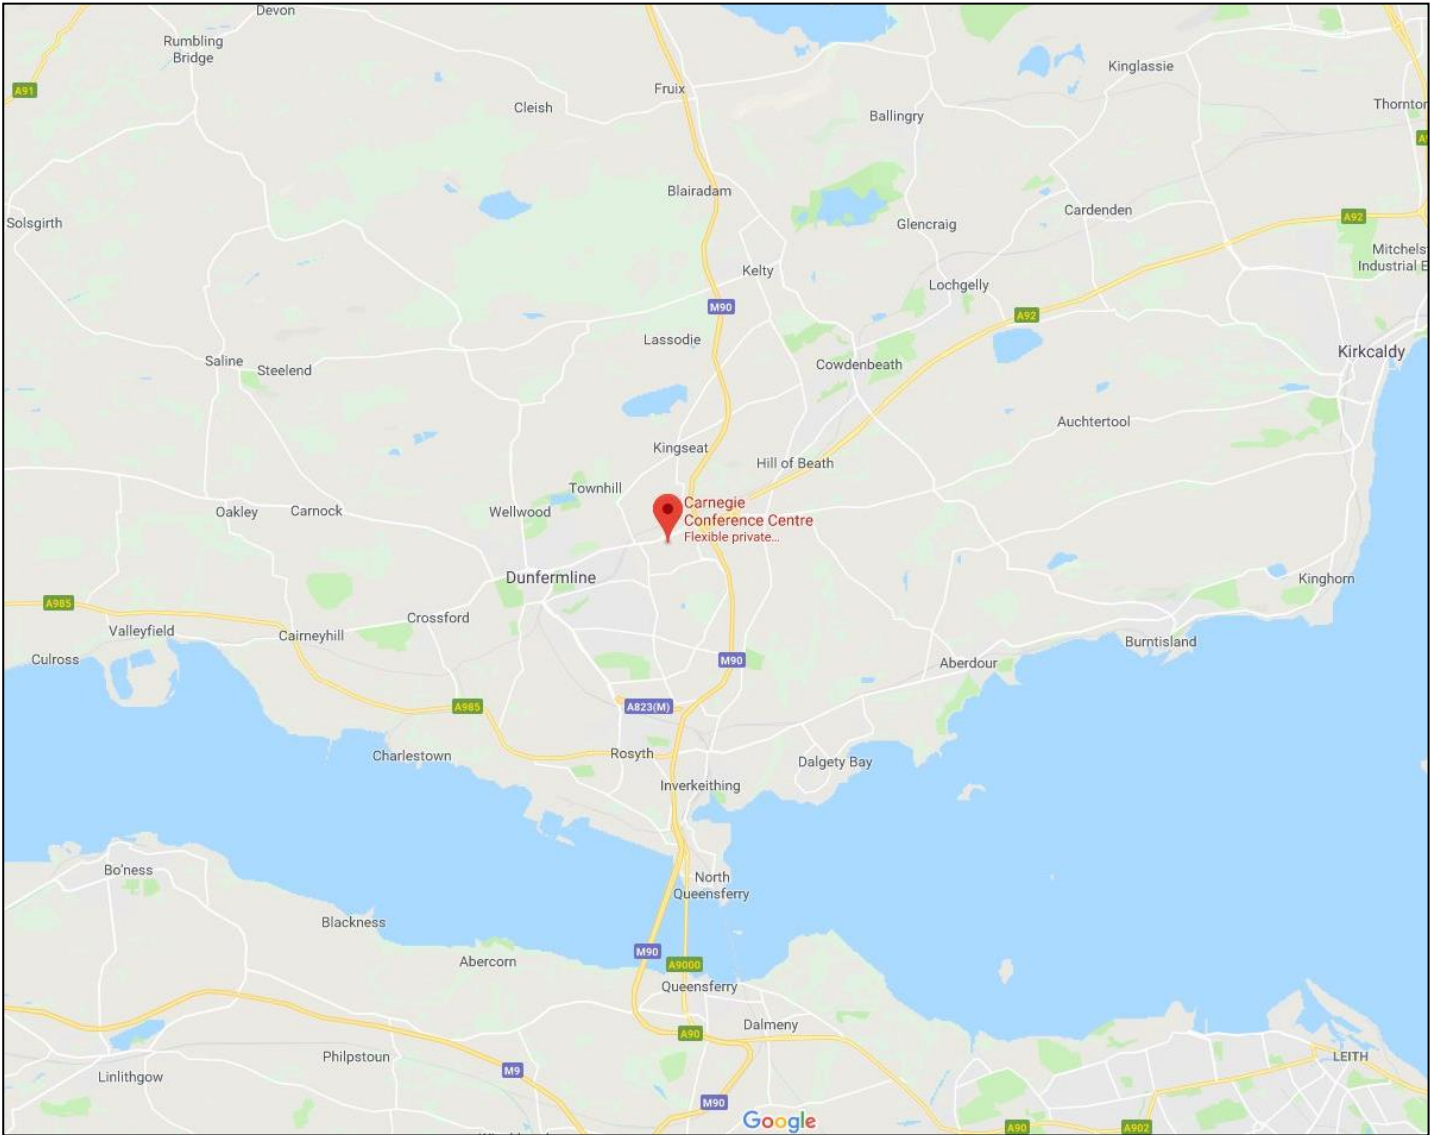 Devon
Rumbling
Bridge
Kinglassie
A91
Fruix
Cleish
Thornton
Ballingry
Blairadam
Cardenden
A92
Solsgirth
Glencraig
Mitchels
Industrial E
Kelty
Lochgelly
M90
A92
Lassodie
Kirkcaldy
Saline
Steelend
Cowdenbeath
Auchtertool
Kingseat
Hill of Beath
Townhill
Carnegie
Conference Centre
Flexible private...
Oakley
Carnock
Wellwood
Dunfermline
Kinghorn
A985
Crossford
Valleyfield
Cairneyhill
Burntisland
Culross
M90
Aberdour
A985
A823(M)
Charlestown
Rosyth
Dalgety Bay
Inverkeithing
Bo'ness
North
Queensferry
Blackness
M90
Abercorn
A9000
Queensferry
Dalmeny
A90
Philpstoun
LEITH
M9
Linlithgow
M90
Google
A90
A902